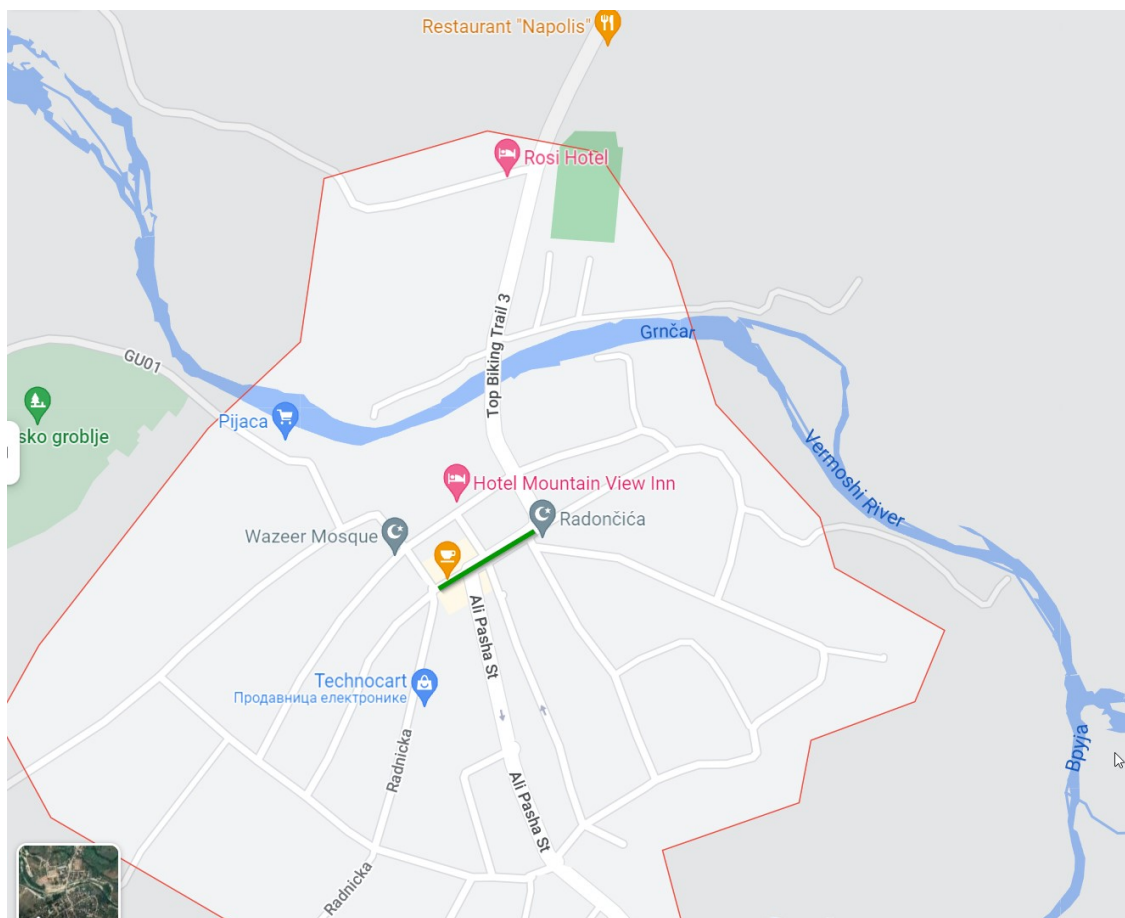 Restaurant "Napolis"
Rosi Hotel
Top Biking Trail 3
Grnčar
GU01
Pijaca
sko groblje
Vermoshi River
Hotel Mountain View Inn
Radončića
Wazeer Mosque
Ali Pasha St
Technocart
Продавница електронике
Radnicka
Ali Pasha St
Врују
Radnicka